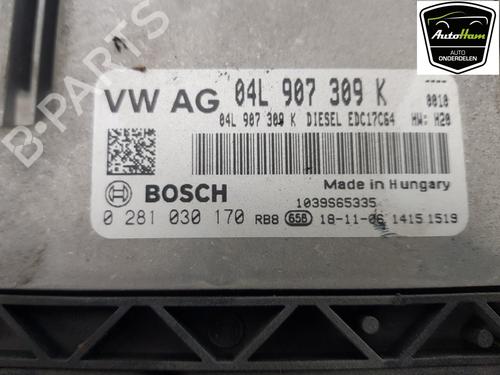 AutoHam
AUTO
ONDERDELEN
VW AG 04L 907 309 K
0010
04L 907 309 K DIESEL EDC17C64 HW: H20
BOSCH
Made in Hungary
1039S65335
0 281 030 170 RB8 658 18-11-06 1415 1519
B-Parts